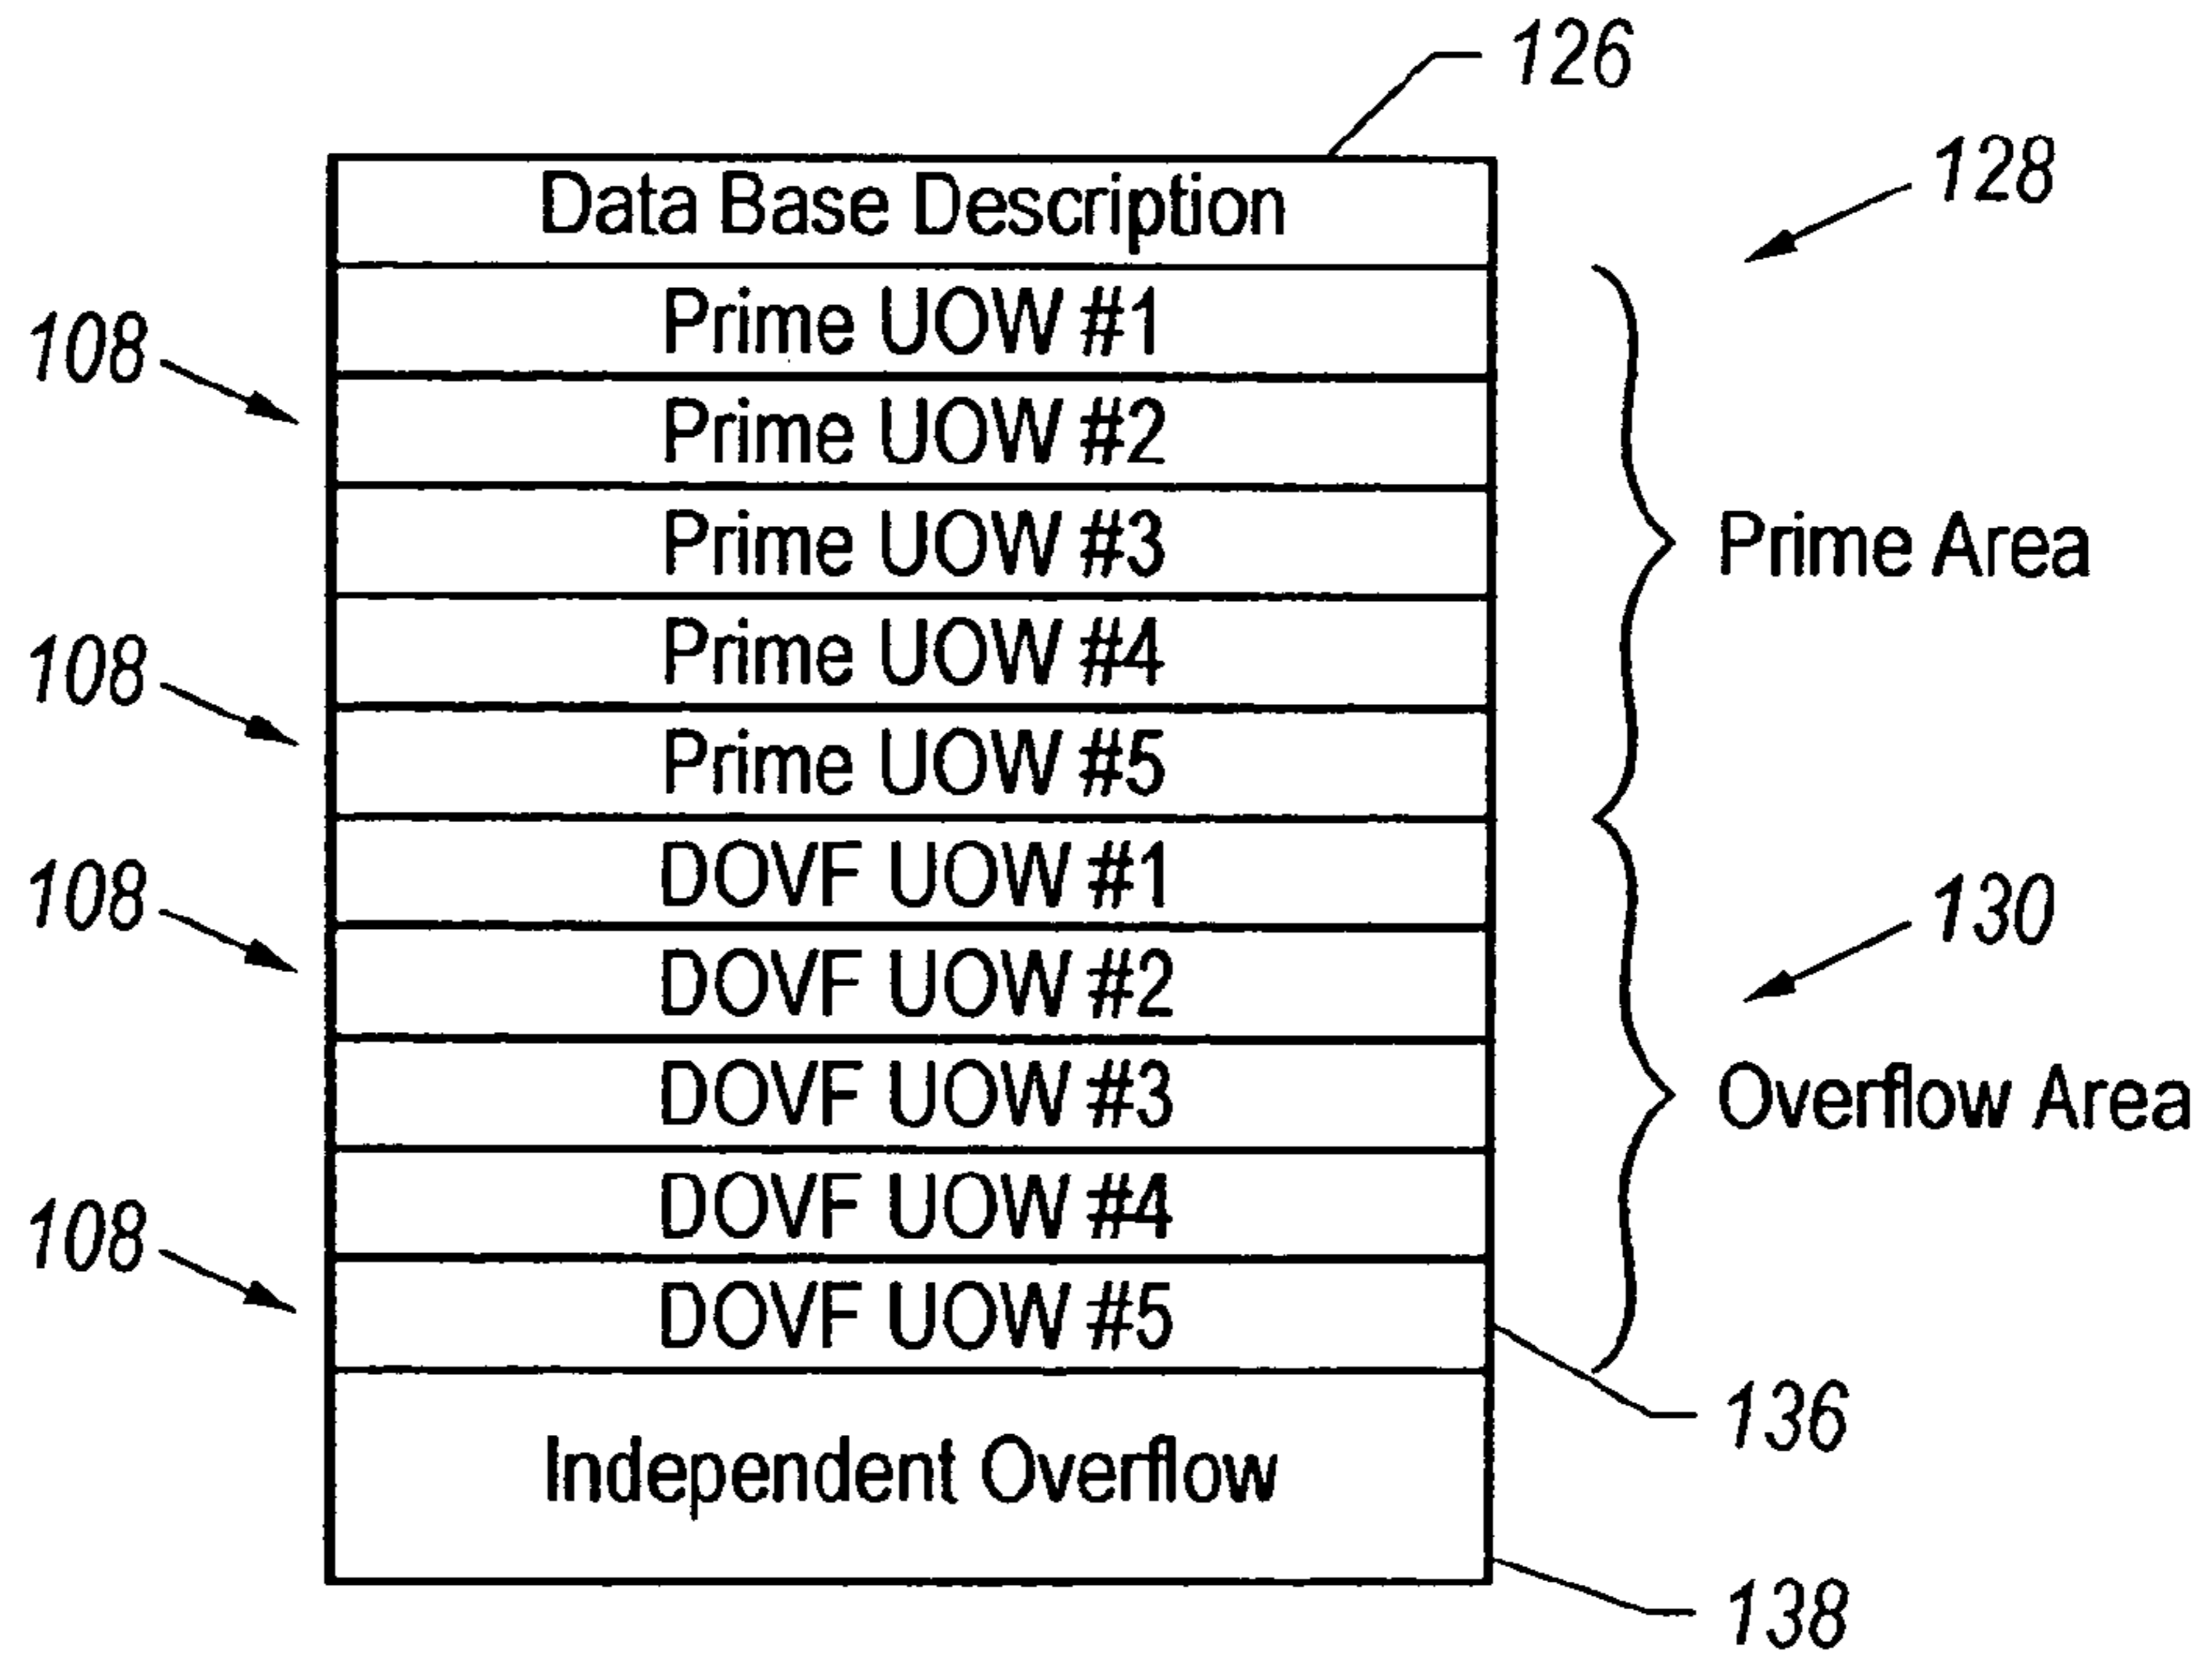 126
Data Base Description
128
Prime UOW #1
108
Prime UOW #2
Prime UOW #3
Prime Area
108
Prime UOW #4
Prime UOW #5
108
DOVF UOW #1
130
DOVF UOW #2
DOVF UOW #3
Overflow Area
108
DOVF UOW #4
DOVF UOW #5
136
Independent Overflow
138